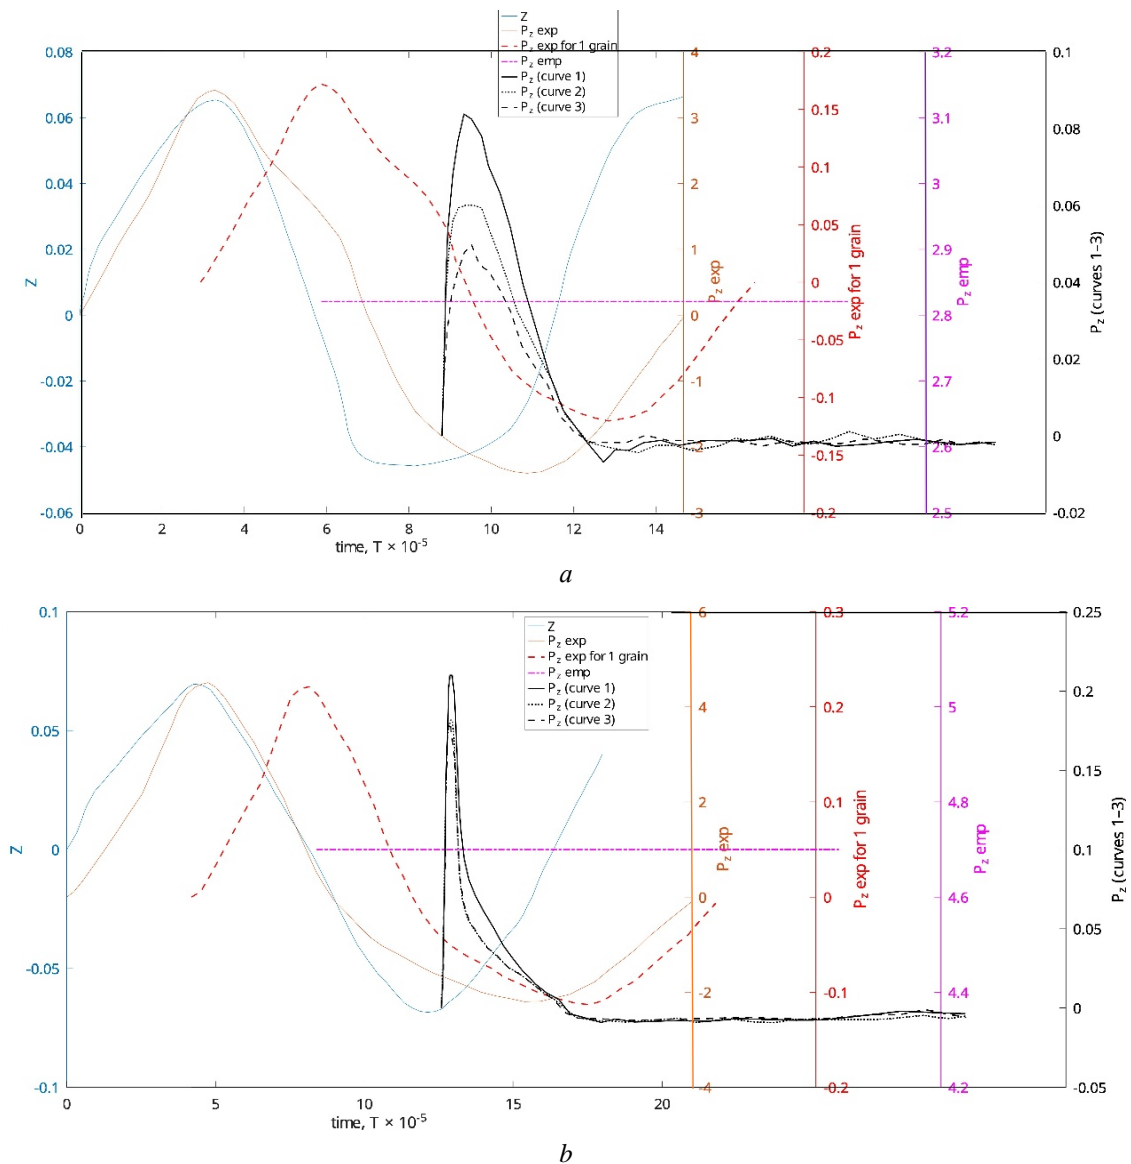 Z
P_z exp
P_z exp for 1 grain
P_z emp
P_z (curve 1)
P_z (curve 2)
P_z (curve 3)
0.08
0.06
0.04
0.02
0
-0.02
-0.04
-0.06
Z
0 2 4 6 8 10 12 14
time, T × 10^-5
4
3
2
1
0
-1
-2
-3
P_z exp
0.2
0.15
0.1
0.05
0
-0.05
-0.1
-0.15
-0.2
P_z exp for 1 grain
3.2
3.1
3
2.9
2.8
2.7
2.6
2.5
P_z emp
0.1
0.08
0.06
0.04
0.02
0
-0.02
P_z (curves 1–3)
a
Z
P_z exp
P_z exp for 1 grain
P_z emp
P_z (curve 1)
P_z (curve 2)
P_z (curve 3)
0.1
0.05
0
-0.05
-0.1
Z
0 5 10 15 20
time, T × 10^-5
6
4
2
0
-2
-4
P_z exp
0.3
0.2
0.1
0
-0.1
-0.2
P_z exp for 1 grain
5.2
5
4.8
4.6
4.4
4.2
P_z emp
0.25
0.2
0.15
0.1
0.05
0
-0.05
P_z (curves 1–3)
b